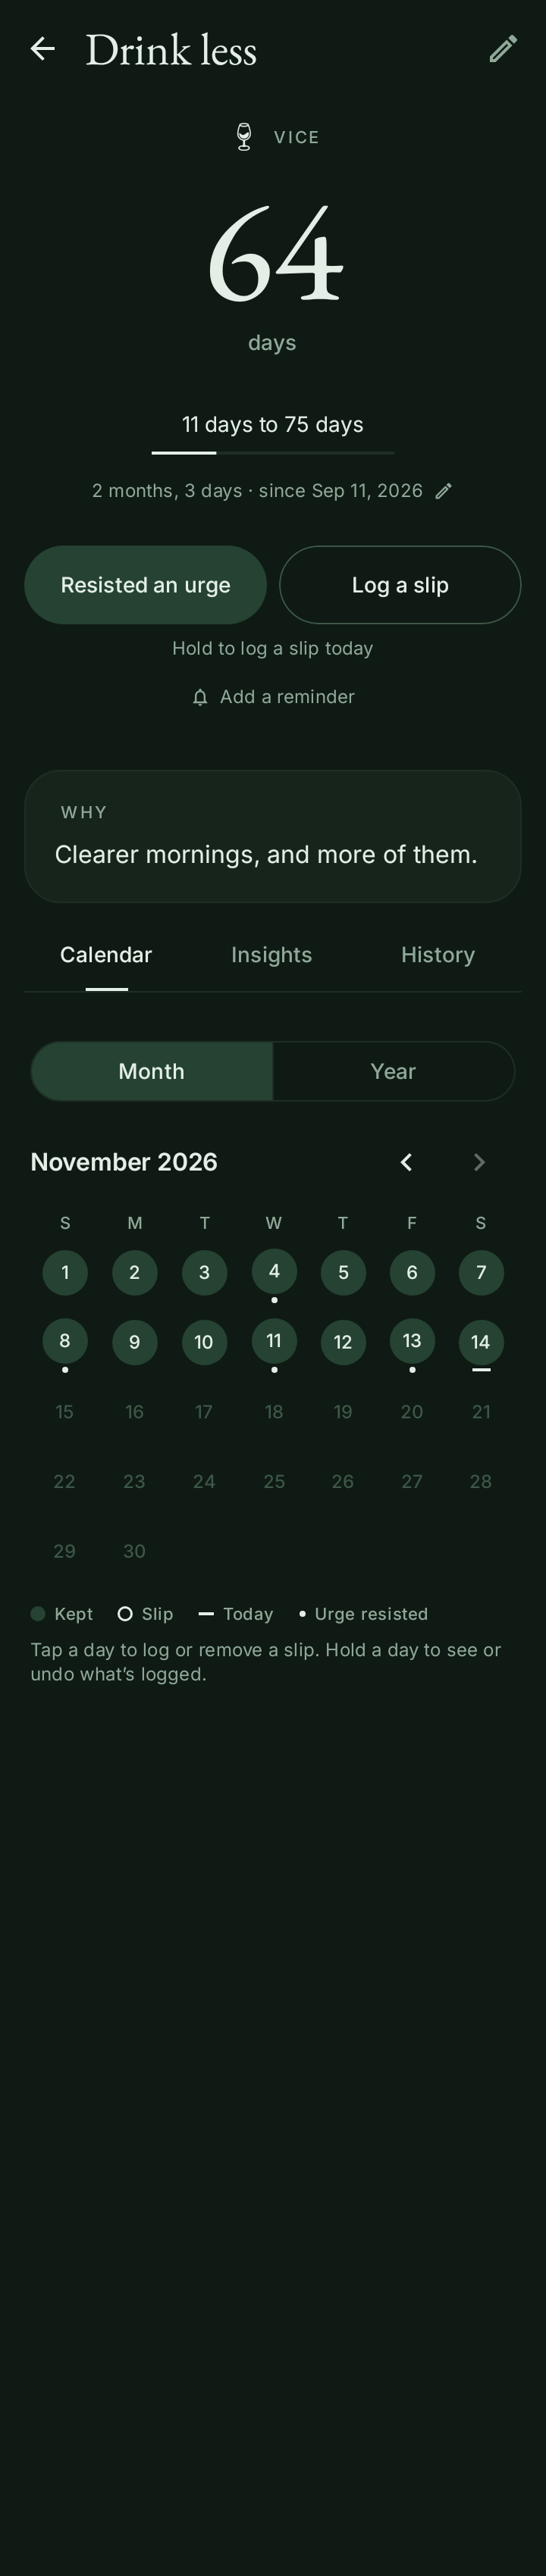 Drink less
VICE
64
days
11 days to 75 days
2 months, 3 days · since Sep 11, 2026
Resisted an urge
Log a slip
Hold to log a slip today
Add a reminder
WHY
Clearer mornings, and more of them.
Calendar Insights History
Month Year
November 2026
S M T W T F S
1 2 3 4 5 6 7
8 9 10 11 12 13 14
15 16 17 18 19 20 21
22 23 24 25 26 27 28
29 30
Kept Slip Today Urge resisted
Tap a day to log or remove a slip. Hold a day to see or
undo what’s logged.